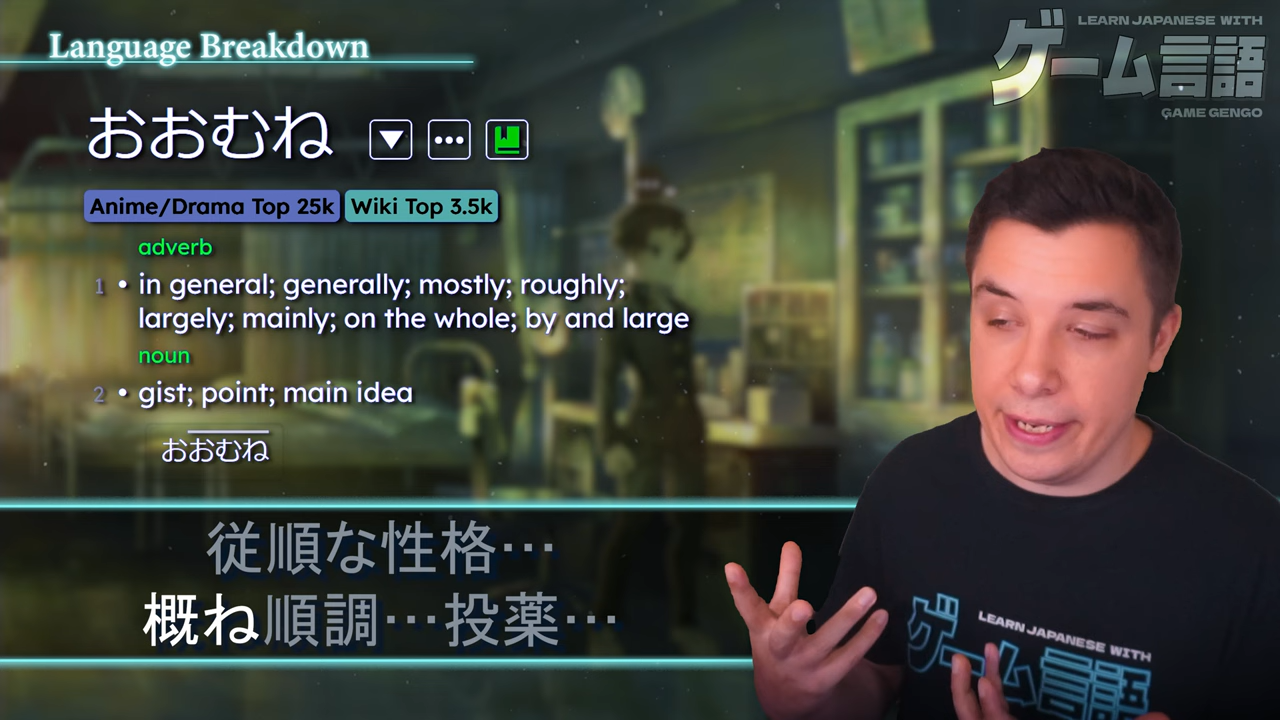 Language Breakdown
LEARN JAPANESE WITH
ゲーム言語
GAME GENGO
おおむね
Anime/Drama Top 25k
Wiki Top 3.5k
adverb
1 • in general; generally; mostly; roughly;
largely; mainly; on the whole; by and large
noun
2 • gist; point; main idea
おおむね
従順な性格…
概ね順調…投薬…
LEARN JAPANESE WITH
ゲーム言語